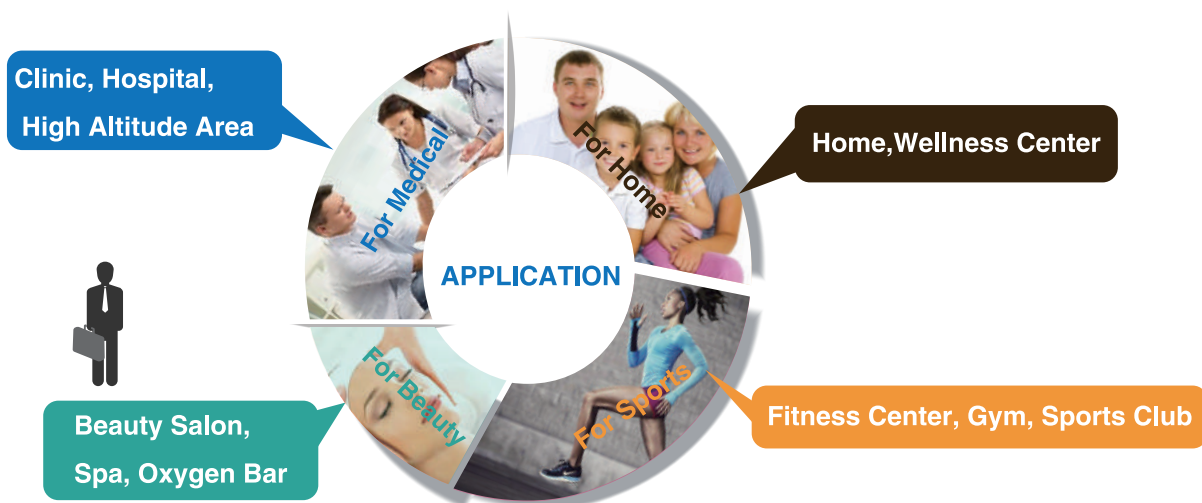 Clinic, Hospital,
High Altitude Area
For Medical
For Home
Home,Wellness Center
APPLICATION
For Beauty
For Sports
Beauty Salon,
Spa, Oxygen Bar
Fitness Center, Gym, Sports Club